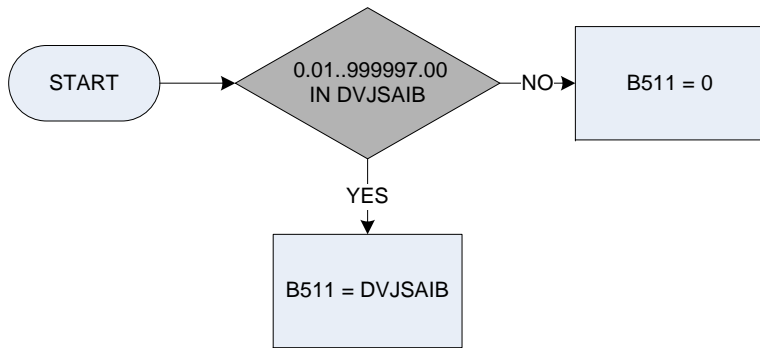 START
0.01..999997.00
IN DVJSAIB
NO
B511 = 0
YES
B511 = DVJSAIB